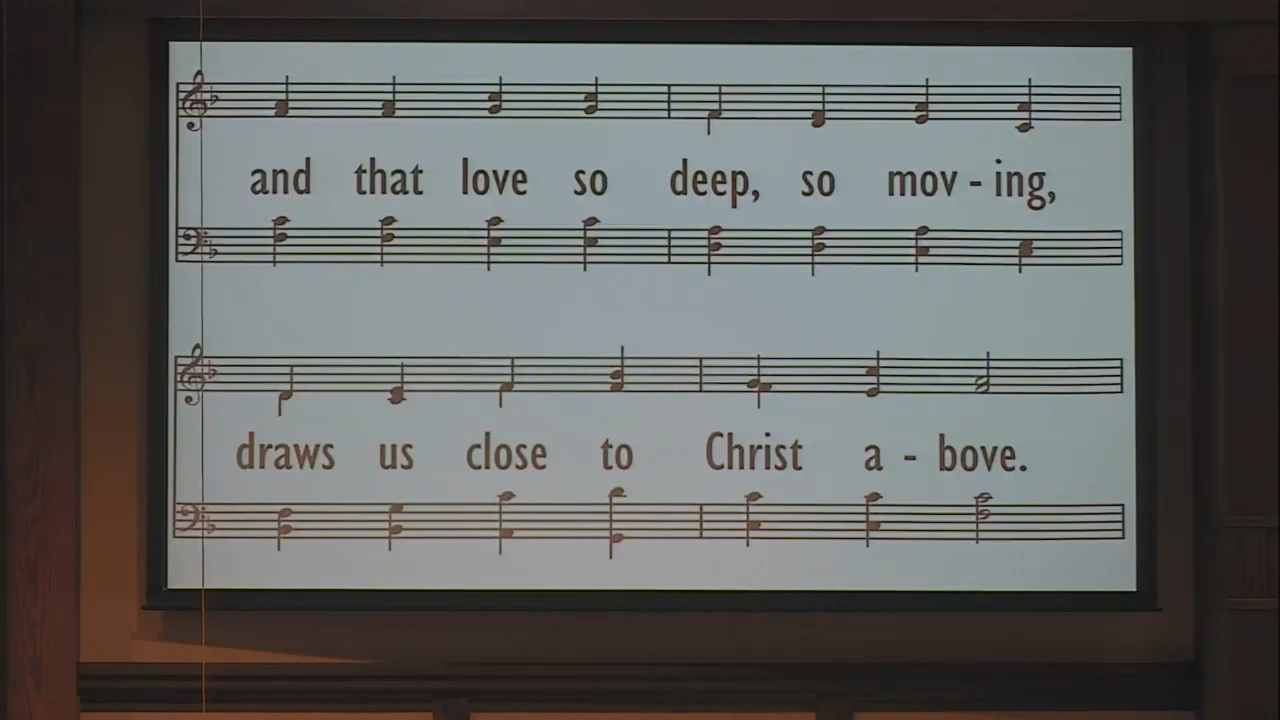 and that love so deep, so mov - ing,
draws us close to Christ a - bove.